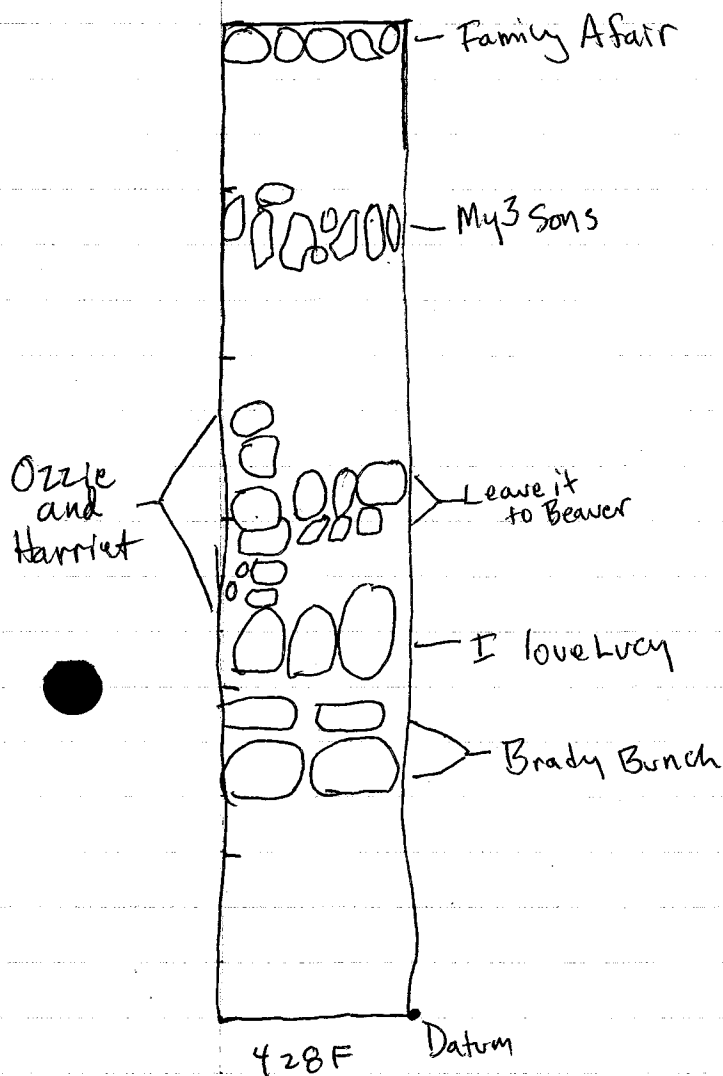 Family Afair
My 3 Sons
Ozzie
and
Harriet
Leave it
to Beaver
I love Lucy
Brady Bunch
Datum
428F